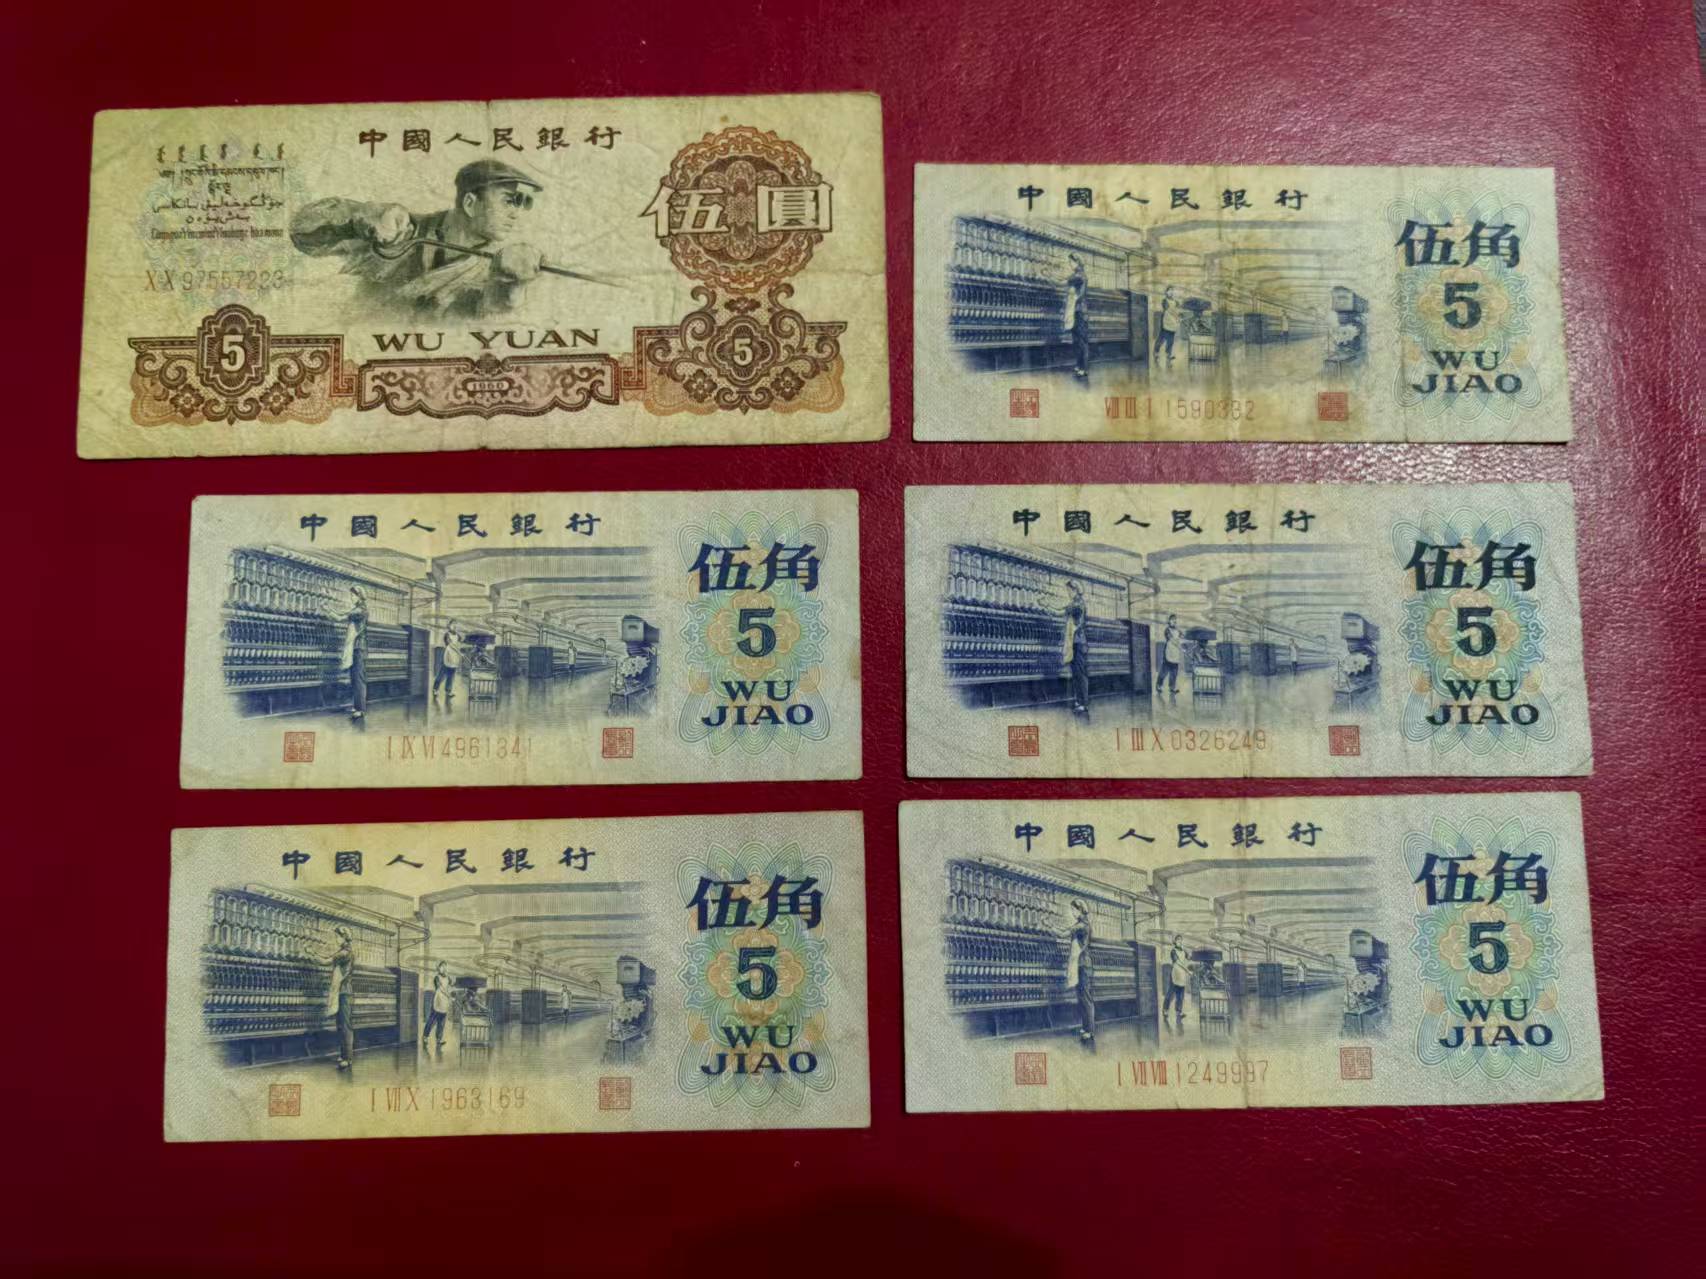 中國人民銀行
伍圓
X X 97557223
5
WU YUAN
5
1960
中國人民銀行
伍角
5
WU
JIAO
VII III I 1590332
中國人民銀行
伍角
5
WU
JIAO
I IX VI 4961341
中國人民銀行
伍角
5
WU
JIAO
I III X 0326249
中國人民銀行
伍角
5
WU
JIAO
I VII X 1963169
中國人民銀行
伍角
5
WU
JIAO
I VII VIII 1249997